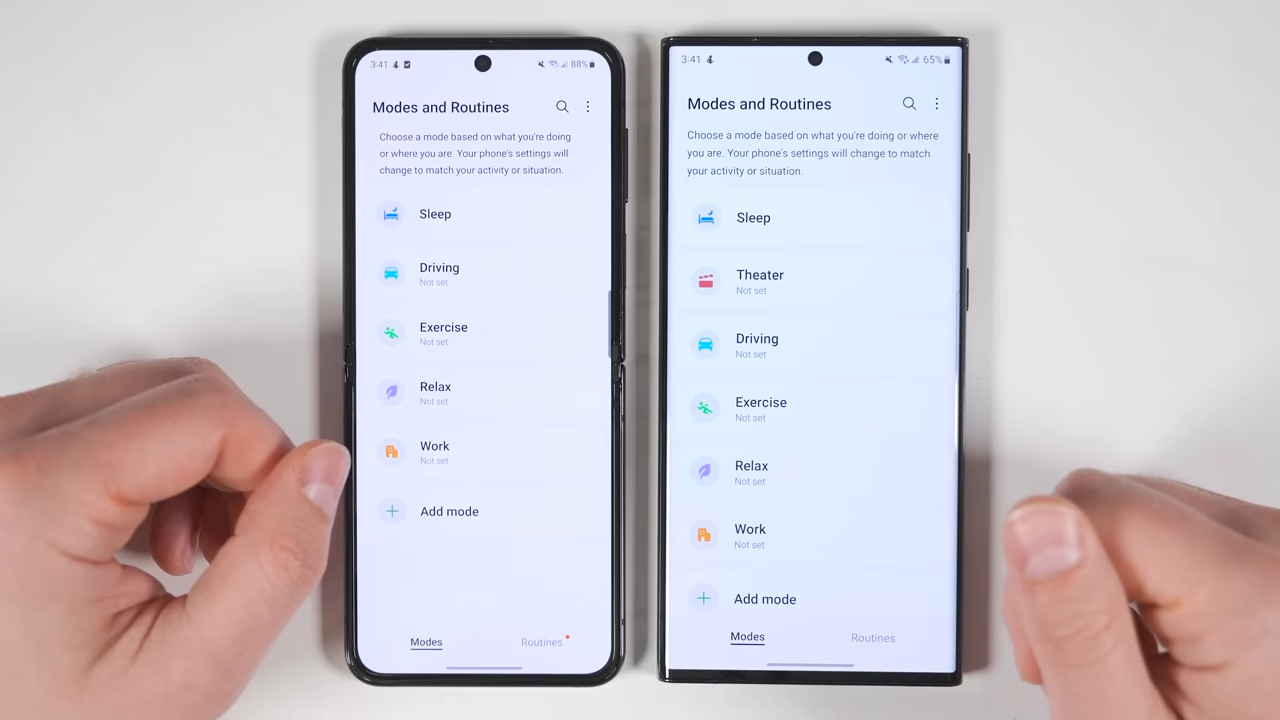 3:41
88%
Modes and Routines
Choose a mode based on what you're doing
or where you are. Your phone's settings will
change to match your activity or situation.
Sleep
Driving
Not set
Exercise
Not set
Relax
Not set
Work
Not set
Add mode
Modes
Routines
3:41
65%
Modes and Routines
Choose a mode based on what you're doing or where
you are. Your phone's settings will change to match
your activity or situation.
Sleep
Theater
Not set
Driving
Not set
Exercise
Not set
Relax
Not set
Work
Not set
Add mode
Modes
Routines